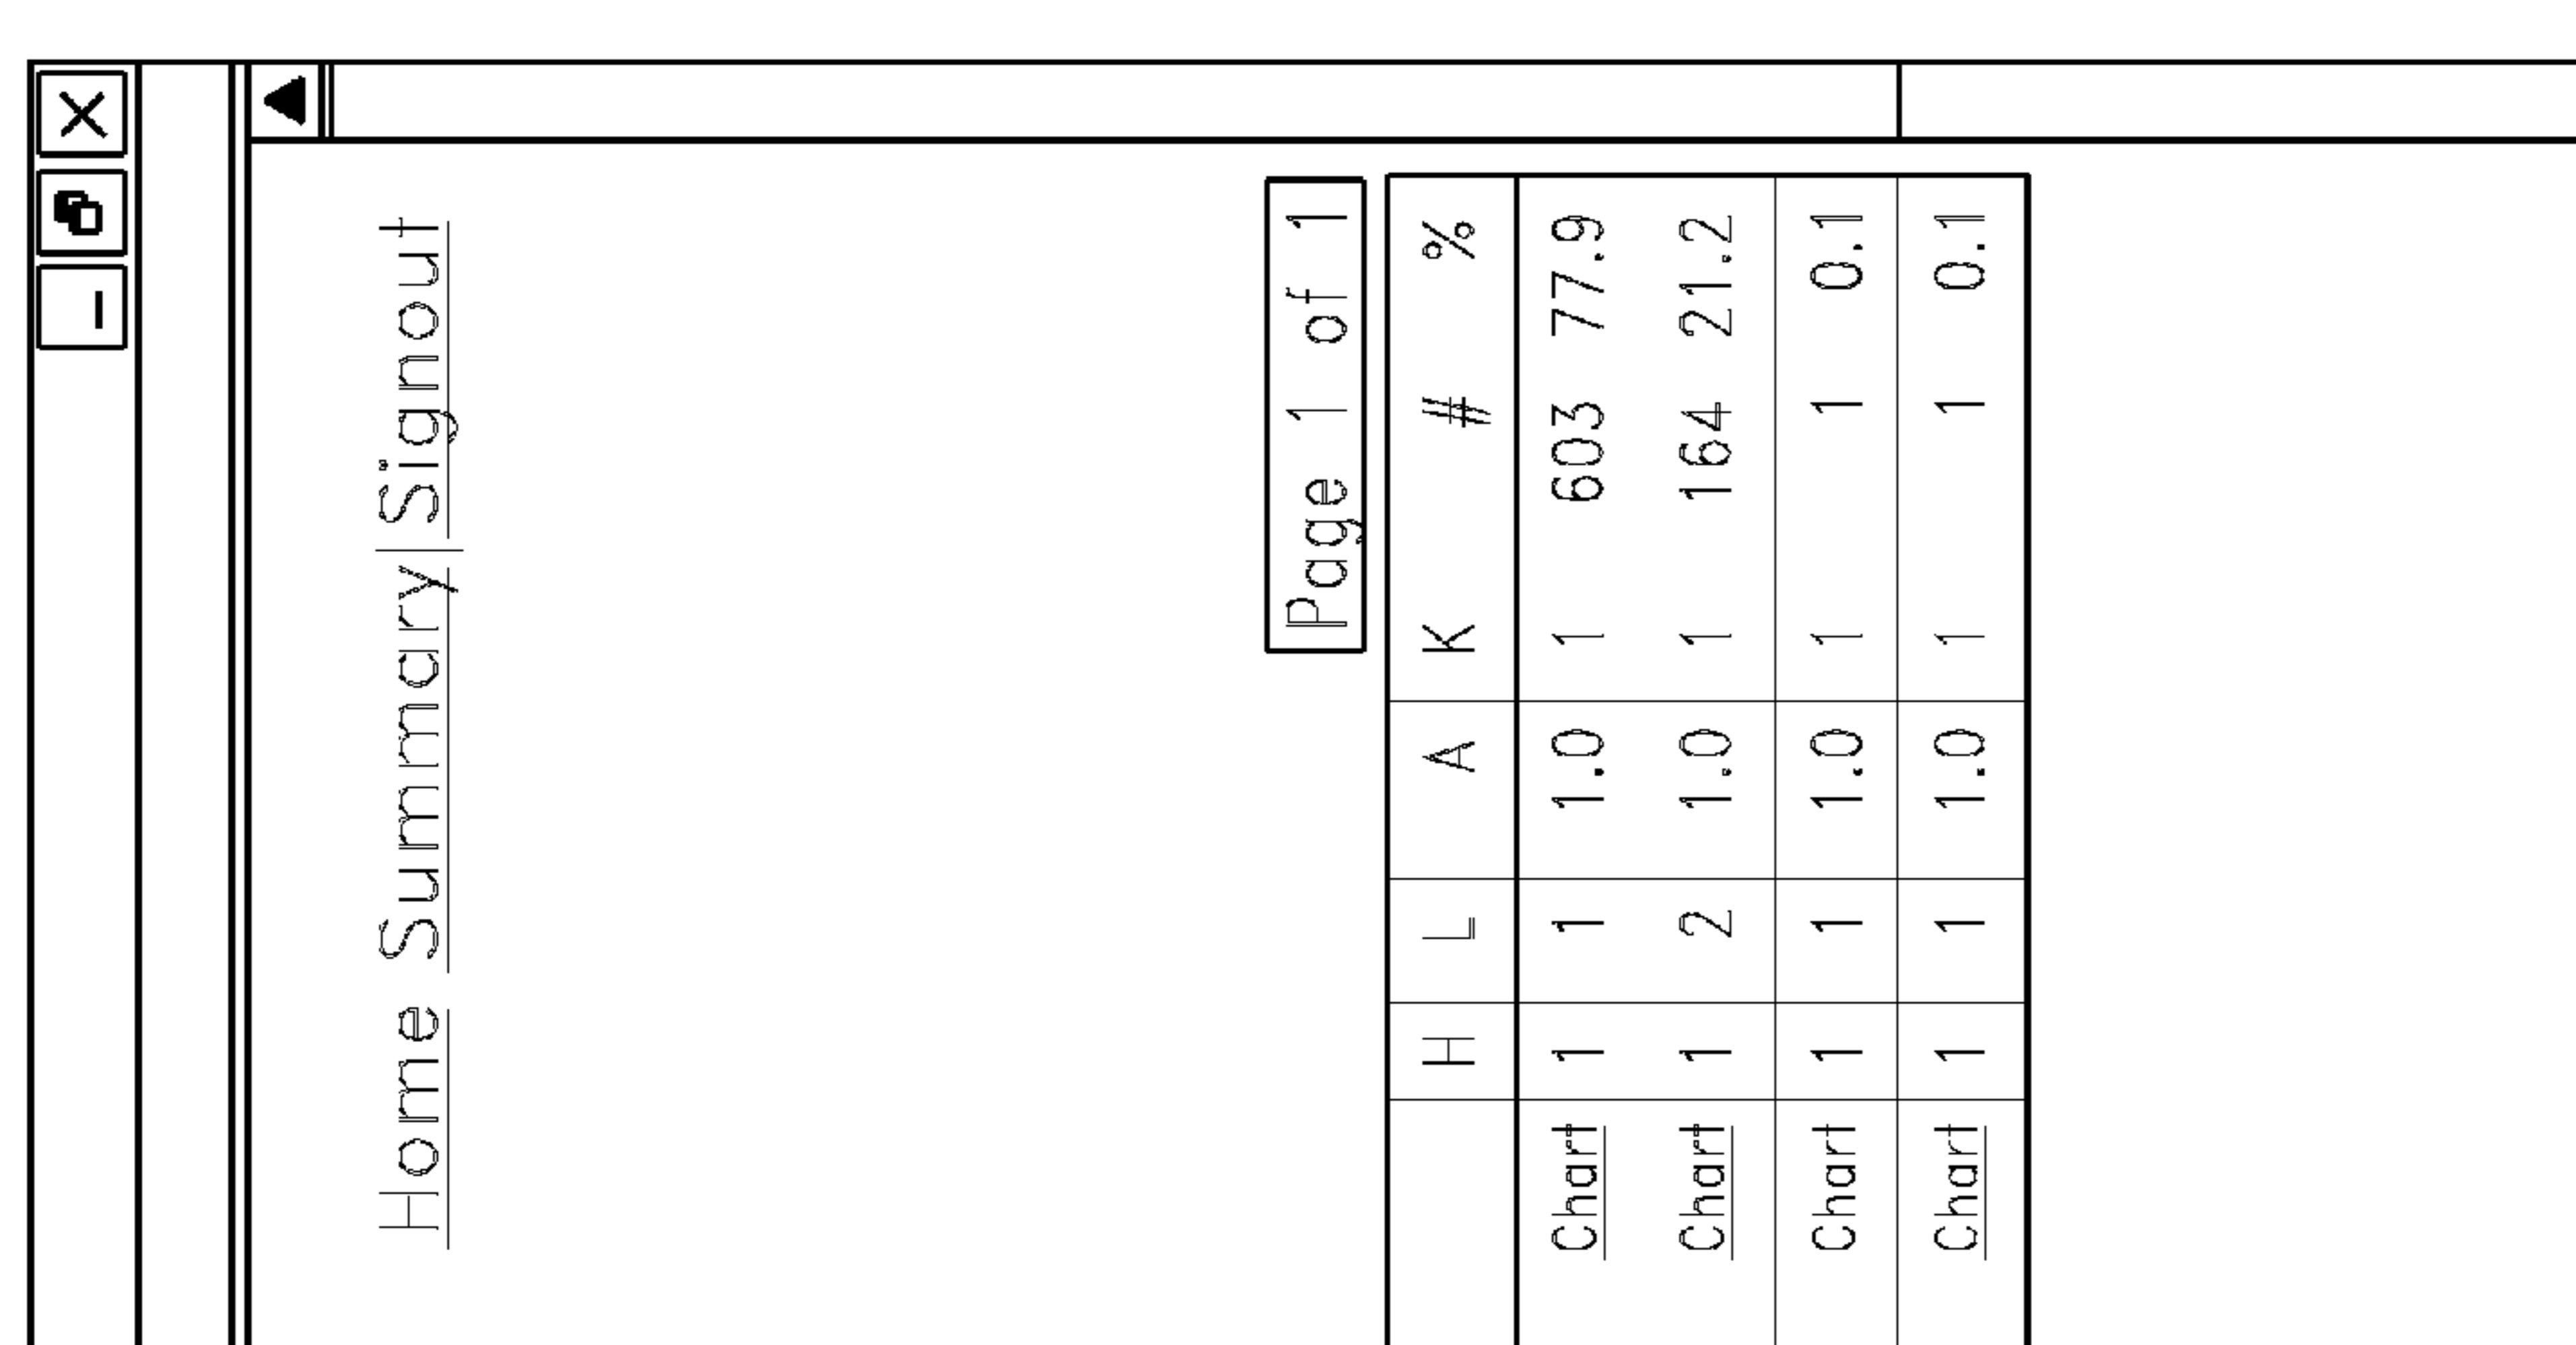 Home Summary|Signout
Page 1 of 1
H L A K # %
Chart 1 1 1.0 1 603 77.9
Chart 1 2 1.0 1 164 21.2
Chart 1 1 1.0 1 1 0.1
Chart 1 1 1.0 1 1 0.1